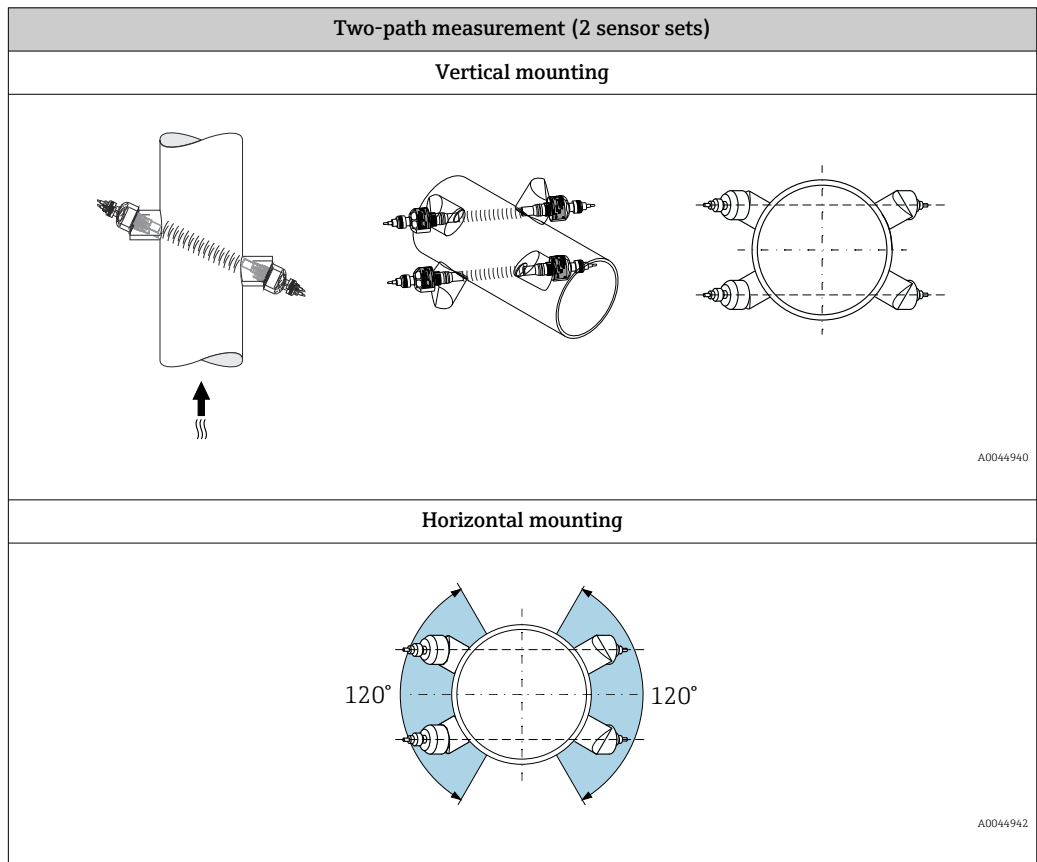 Two-path measurement (2 sensor sets)
Vertical mounting
A0044940
Horizontal mounting
120° 120°
A0044942